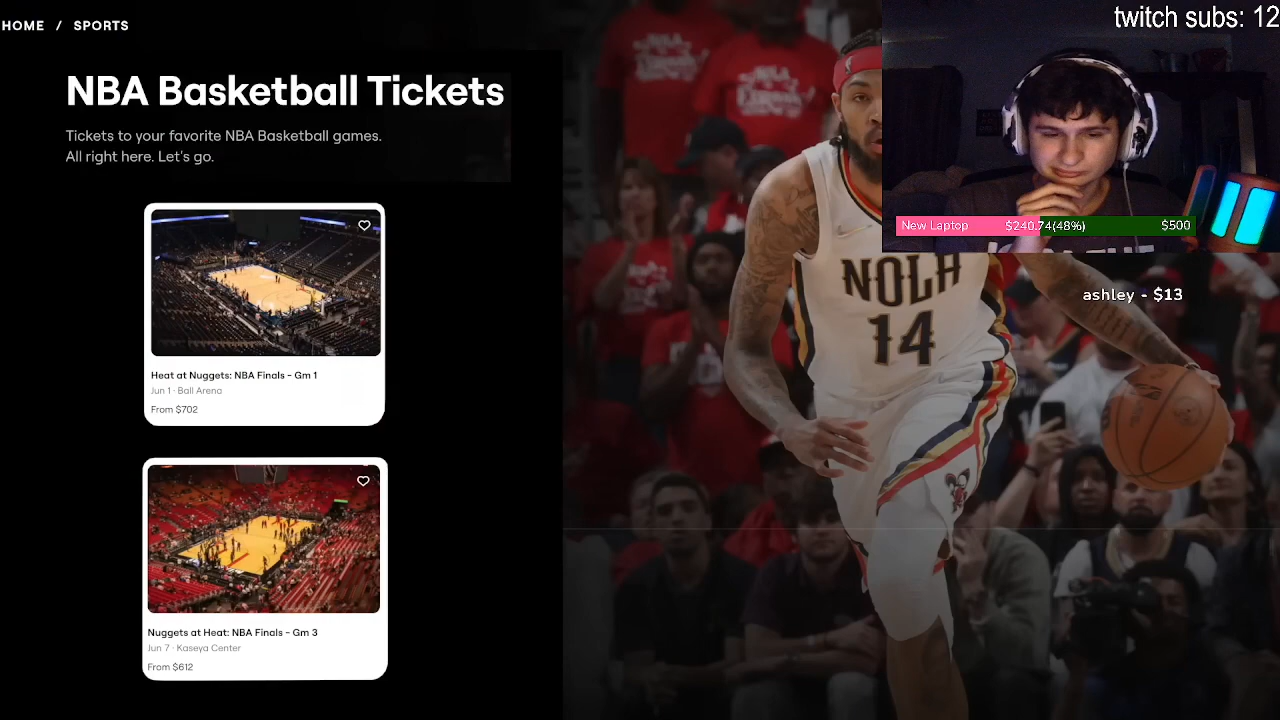 HOME / SPORTS
NBA Basketball Tickets
Tickets to your favorite NBA Basketball games.
All right here. Let's go.
Heat at Nuggets: NBA Finals - Gm 1
Jun 1 · Ball Arena
From $702
Nuggets at Heat: NBA Finals - Gm 3
Jun 7 · Kaseya Center
From $612
twitch subs: 12
New Laptop $240.74(48%) $500
ashley - $13
NOLA
14